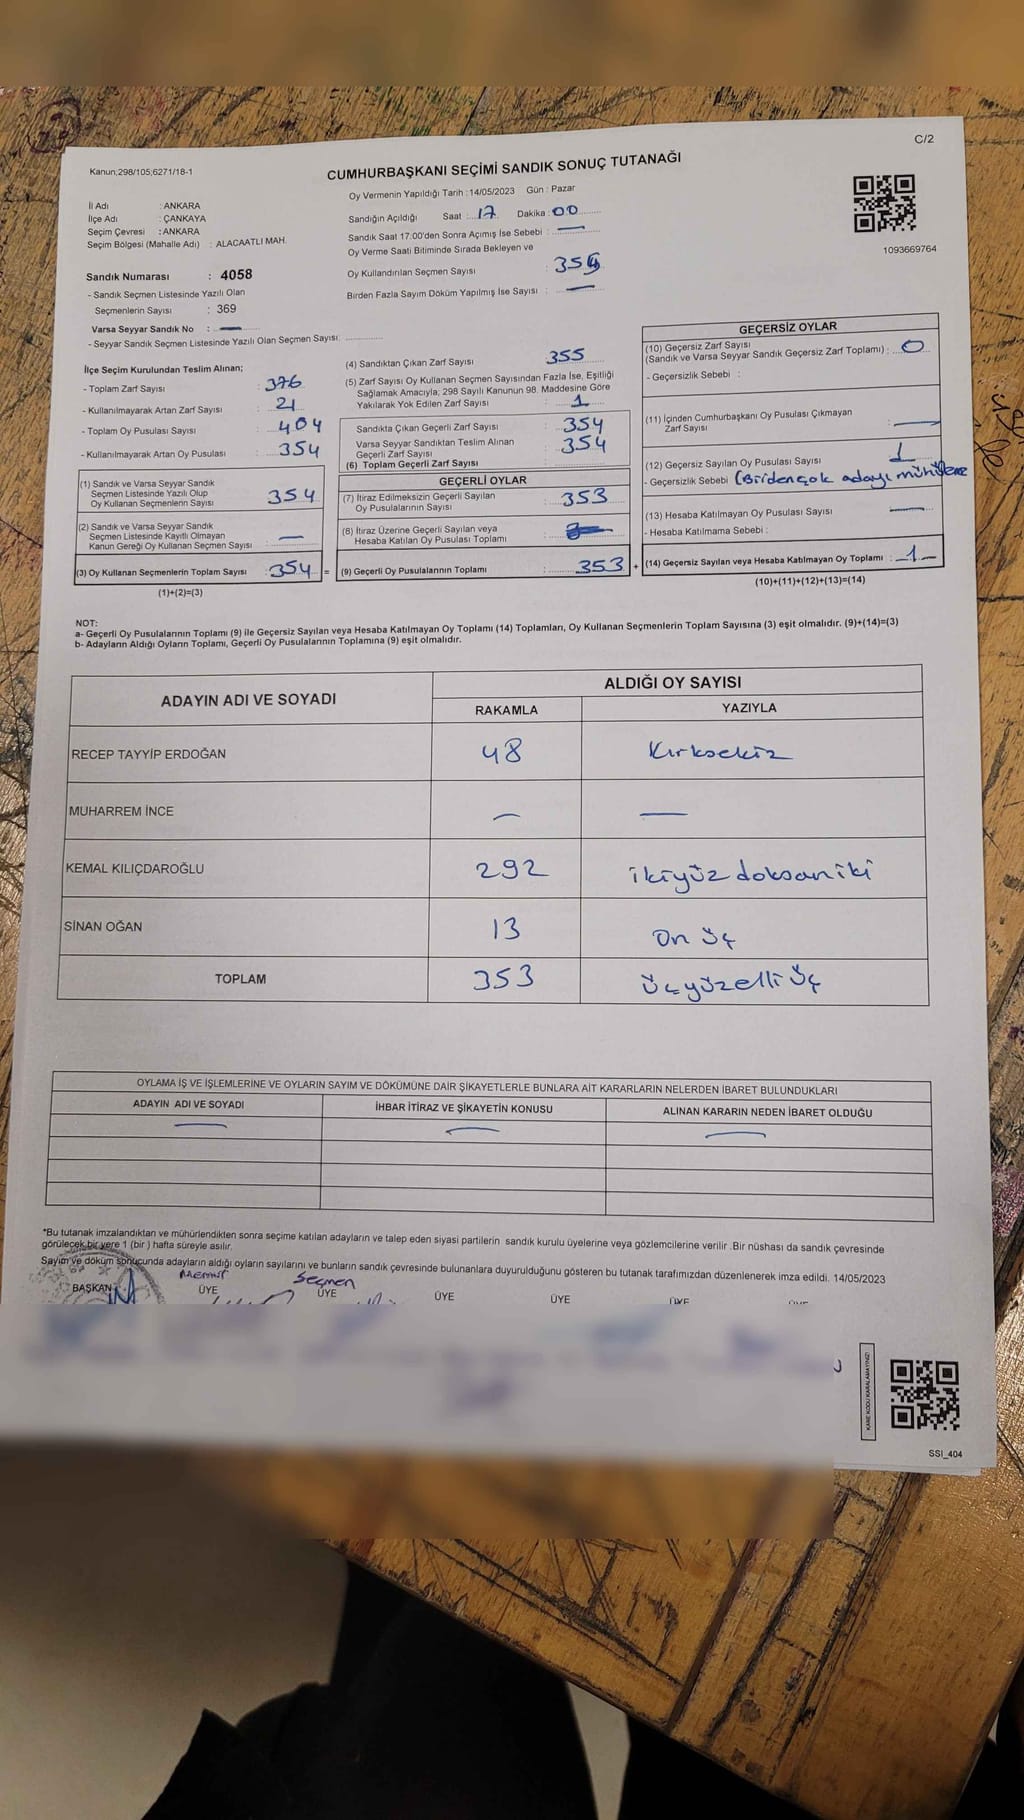 C/2
Kanun;298/105;6271/18-1
CUMHURBAŞKANI SEÇİMİ SANDIK SONUÇ TUTANAĞI
İl Adı : ANKARA
İlçe Adı : ÇANKAYA
Seçim Çevresi : ANKARA
Seçim Bölgesi (Mahalle Adı) : ALACAATLI MAH.
Sandık Numarası : 4058
- Sandık Seçmen Listesinde Yazılı Olan
Seçmenlerin Sayısı : 369
Varsa Seyyar Sandık No : —
- Seyyar Sandık Seçmen Listesinde Yazılı Olan Seçmen Sayısı:
Oy Vermenin Yapıldığı Tarih : 14/05/2023 Gün : Pazar
Sandığın Açıldığı Saat : 17 Dakika : 00
Sandık Saat 17:00'den Sonra Açımış İse Sebebi : —
Oy Verme Saati Bitiminde Sırada Bekleyen ve
Oy Kullandırılan Seçmen Sayısı :
Birden Fazla Sayım Döküm Yapılmış İse Sayısı : —
1093669764
İlçe Seçim Kurulundan Teslim Alınan;
- Toplam Zarf Sayısı : 376
- Kullanılmayarak Artan Zarf Sayısı : 21
- Toplam Oy Pusulası Sayısı : 404
- Kullanılmayarak Artan Oy Pusulası : 354
(1) Sandık ve Varsa Seyyar Sandık
Seçmen Listesinde Yazılı Olup
Oy Kullanan Seçmenlerin Sayısı : 354
(2) Sandık ve Varsa Seyyar Sandık
Seçmen Listesinde Kayıtlı Olmayan
Kanun Gereği Oy Kullanan Seçmen Sayısı : —
(3) Oy Kullanan Seçmenlerin Toplam Sayısı : 354 =
(1)+(2)=(3)
(4) Sandıktan Çıkan Zarf Sayısı : 355
(5) Zarf Sayısı Oy Kullanan Seçmen Sayısından Fazla İse, Eşitliği
Sağlamak Amacıyla; 298 Sayılı Kanunun 98. Maddesine Göre
Yakılarak Yok Edilen Zarf Sayısı : 1
Sandıkta Çıkan Geçerli Zarf Sayısı : 354
Varsa Seyyar Sandıktan Teslim Alınan
Geçerli Zarf Sayısı : 354
(6) Toplam Geçerli Zarf Sayısı :
GEÇERLİ OYLAR
(7) İtiraz Edilmeksizin Geçerli Sayılan
Oy Pusulalarının Sayısı : 353
(8) İtiraz Üzerine Geçerli Sayılan veya
Hesaba Katılan Oy Pusulası Toplamı :
(9) Geçerli Oy Pusulalarının Toplamı : 353 +
GEÇERSİZ OYLAR
(10) Geçersiz Zarf Sayısı
(Sandık ve Varsa Seyyar Sandık Geçersiz Zarf Toplamı) : 0
- Geçersizlik Sebebi :
(11) İçinden Cumhurbaşkanı Oy Pusulası Çıkmayan
Zarf Sayısı : —
(12) Geçersiz Sayılan Oy Pusulası Sayısı : 1
- Geçersizlik Sebebi (Birden çok adayı
(13) Hesaba Katılmayan Oy Pusulası Sayısı : —
- Hesaba Katılmama Sebebi :
(14) Geçersiz Sayılan veya Hesaba Katılmayan Oy Toplamı : -1-
(10)+(11)+(12)+(13)=(14)
NOT:
a- Geçerli Oy Pusulalarının Toplamı (9) ile Geçersiz Sayılan veya Hesaba Katılmayan Oy Toplamı (14) Toplamları, Oy Kullanan Seçmenlerin Toplam Sayısına (3) eşit olmalıdır. (9)+(14)=(3)
b- Adayların Aldığı Oyların Toplamı, Geçerli Oy Pusulalarının Toplamına (9) eşit olmalıdır.
ADAYIN ADI VE SOYADI ALDIĞI OY SAYISI
RAKAMLA YAZIYLA
RECEP TAYYİP ERDOĞAN 48 Kırksekiz
MUHARREM İNCE — —
KEMAL KILIÇDAROĞLU 292 ikiyüz doksaniki
SİNAN OĞAN 13 On üç
TOPLAM 353 üçyüzelli üç
OYLAMA İŞ VE İŞLEMLERİNE VE OYLARIN SAYIM VE DÖKÜMÜNE DAİR ŞİKAYETLERLE BUNLARA AİT KARARLARIN NELERDEN İBARET BULUNDUKLARI
ADAYIN ADI VE SOYADI İHBAR İTİRAZ VE ŞİKAYETİN KONUSU ALINAN KARARIN NEDEN İBARET OLDUĞU
— — —
*Bu tutanak imzalandıktan ve mühürlendikten sonra seçime katılan adayların ve talep eden siyasi partilerin sandık kurulu üyelerine veya gözlemcilerine verilir .Bir nüshası da sandık çevresinde
görülecek bir yere 1 (bir ) hafta süreyle asılır.
Sayım ve döküm sonucunda adayların aldığı oyların sayılarını ve bunların sandık çevresinde bulunanlara duyurulduğunu gösteren bu tutanak tarafımızdan düzenlenerek imza edildi. 14/05/2023
Seçmen
BAŞKAN ÜYE ÜYE ÜYE ÜYE ÜYE
KARE KODU KARALAMAYINIZ!
SSI_404